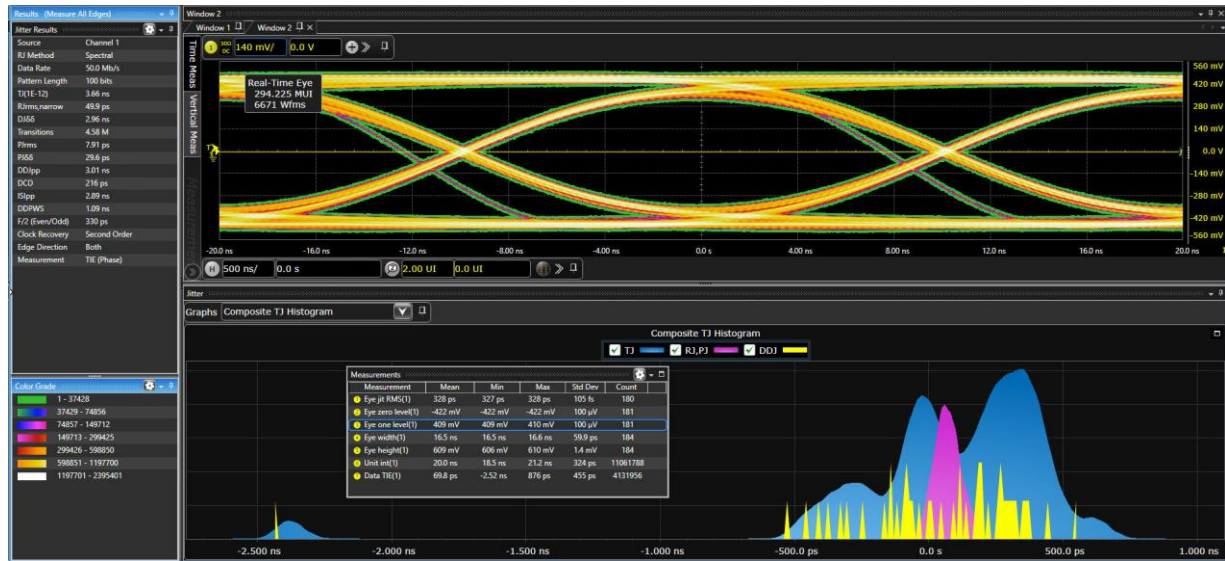 Results (Measure All Edges)
Jitter Results
Source Channel 1
RJ Method Spectral
Data Rate 50.0 Mb/s
Pattern Length 100 bits
TJ(1E-12) 3.66 ns
RJrms,narrow 49.9 ps
DJδδ 2.96 ns
Transitions 4.58 M
PJrms 7.91 ps
PJδδ 29.6 ps
DDJpp 3.01 ns
DCD 216 ps
ISIpp 2.89 ns
DDPWS 1.09 ns
F/2 (Even/Odd) 330 ps
Clock Recovery Second Order
Edge Direction Both
Measurement TIE (Phase)
Color Grade
1 - 37428
37429 - 74856
74857 - 149712
149713 - 299425
299426 - 598850
598851 - 1197700
1197701 - 2395401
Window 2
Window 1 Window 2
Time Meas
Vertical Meas
Measurements
1 DC 140 mV/ 0.0 V
Real-Time Eye
294.225 MUI
6671 Wfms
560 mV
420 mV
280 mV
140 mV
0.0 V
-140 mV
-280 mV
-420 mV
-560 mV
-20.0 ns -16.0 ns -12.0 ns -8.00 ns -4.00 ns 0.0 s 4.00 ns 8.00 ns 12.0 ns 16.0 ns 20.0 ns
H 500 ns/ 0.0 s 2.00 UI 0.0 UI
Jitter
Graphs Composite TJ Histogram
Composite TJ Histogram
TJ RJ,PJ DDJ
Measurements
Measurement Mean Min Max Std Dev Count
1 Eye jit RMS(1) 328 ps 327 ps 328 ps 105 fs 180
2 Eye zero level(1) -422 mV -422 mV -422 mV 100 µV 181
3 Eye one level(1) 409 mV 409 mV 410 mV 100 µV 181
4 Eye width(1) 16.5 ns 16.5 ns 16.6 ns 59.9 ps 184
5 Eye height(1) 609 mV 606 mV 610 mV 1.4 mV 184
6 Unit int(1) 20.0 ns 18.5 ns 21.2 ns 324 ps 11061788
7 Data TIE(1) 69.8 ps -2.52 ns 876 ps 455 ps 4131956
-2.500 ns -2.000 ns -1.500 ns -1.000 ns -500.0 ps 0.0 s 500.0 ps 1.000 ns